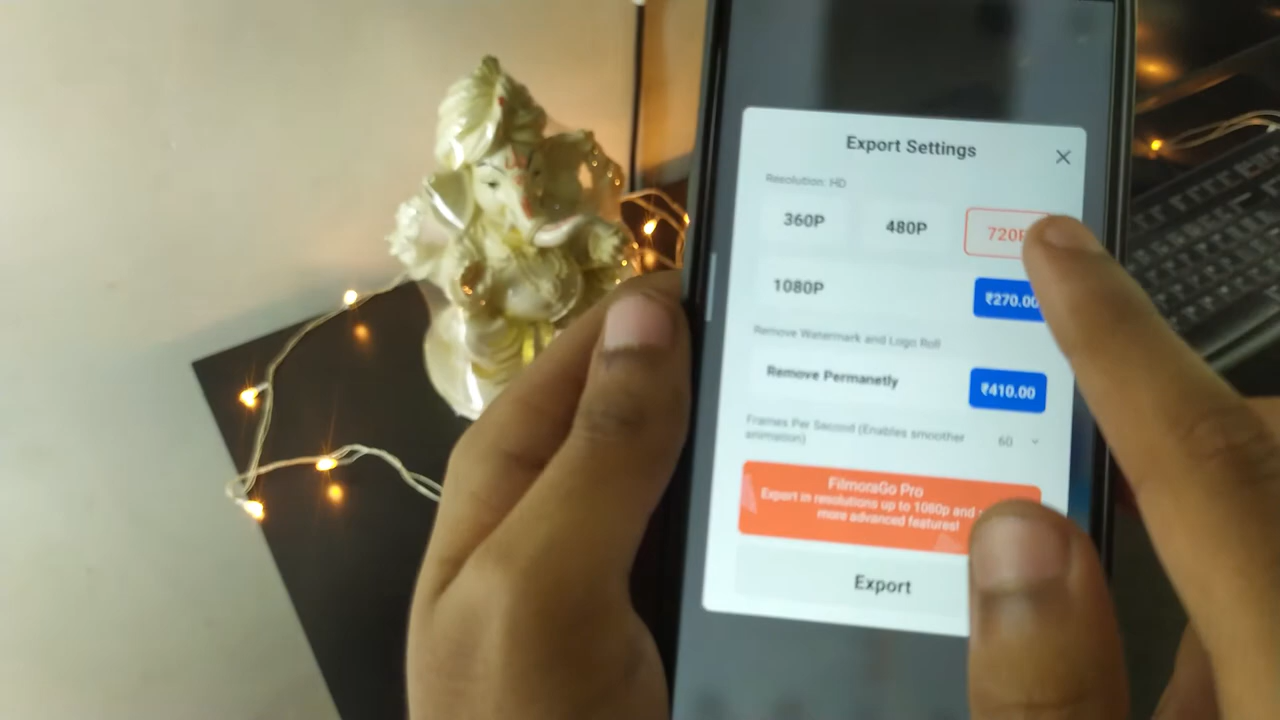 Export Settings
Resolution: HD
360P
480P
720P
1080P
₹270.00
Remove Watermark and Logo Roll
Remove Permanetly
₹410.00
Frames Per Second (Enables smoother
animation)
60
FilmoraGo Pro
Export in resolutions up to 1080p and
more advanced features!
Export